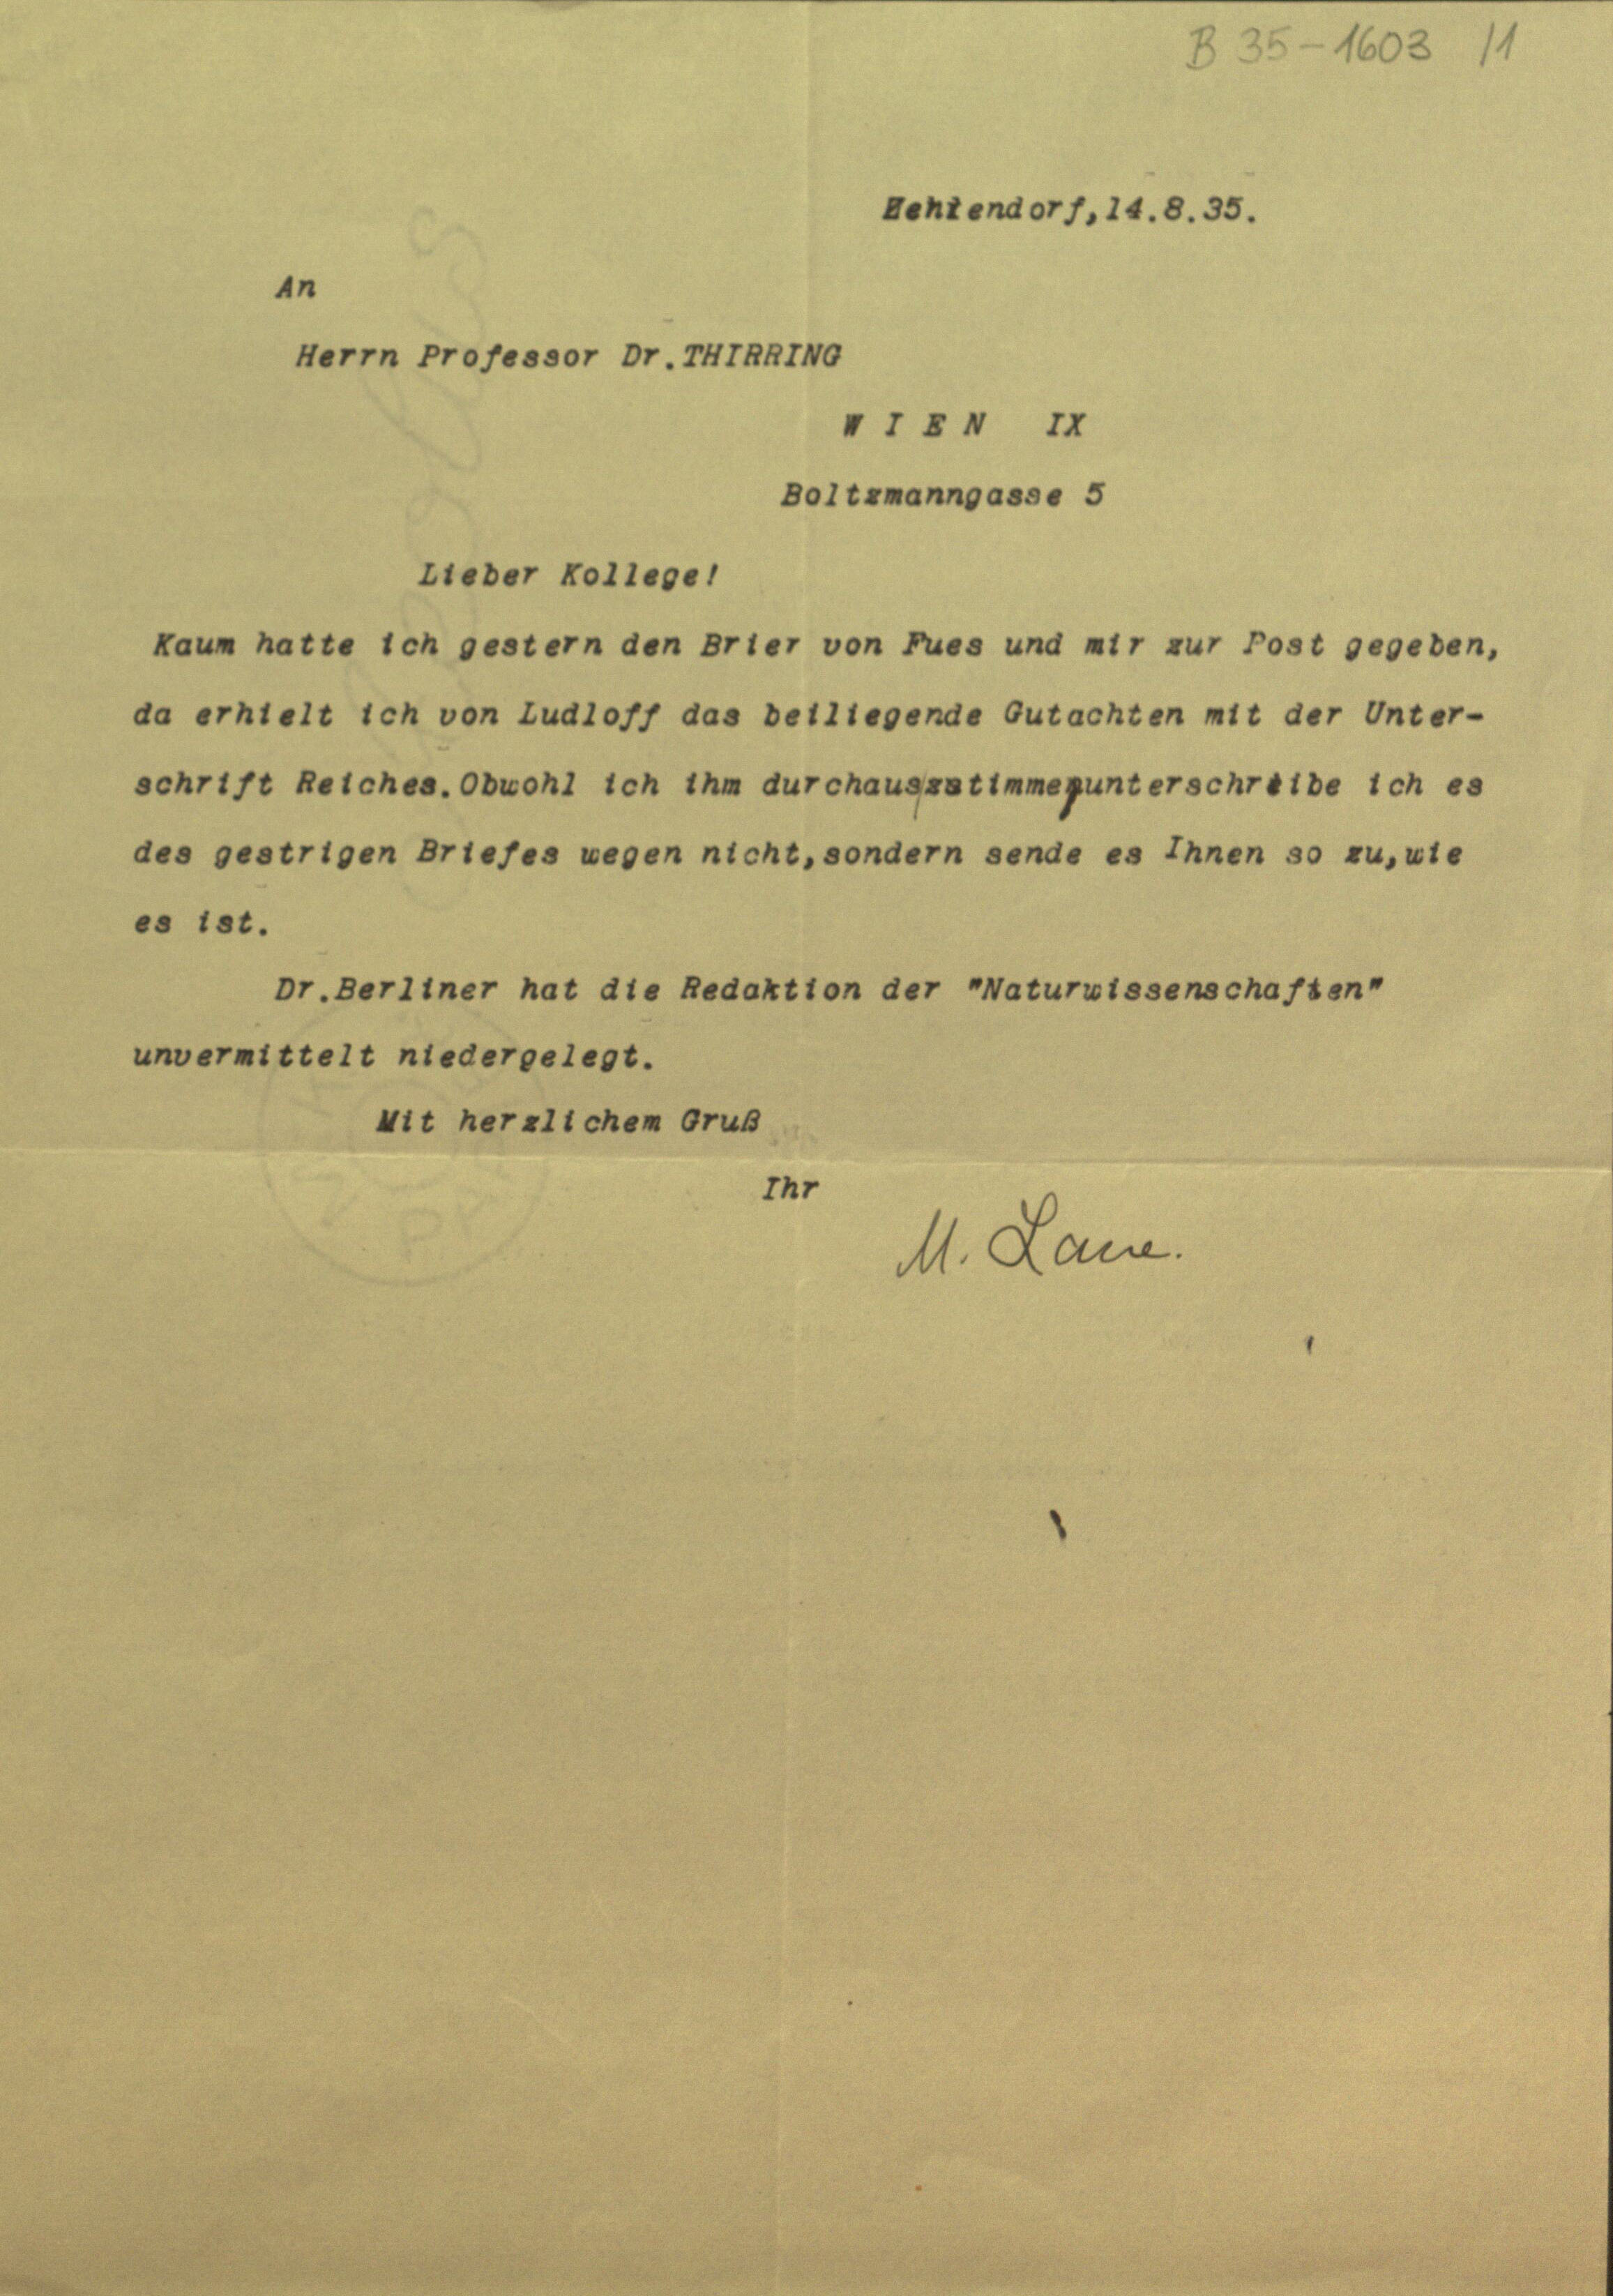 B 35-1603 /1
Zehlendorf,14.8.35.
An
Herrn Professor Dr.THIRRING
W I E N IX
Boltzmanngasse 5
Lieber Kollege!
Kaum hatte ich gestern den Brier von Fues und mir zur Post gegeben,
da erhielt ich von Ludloff das beiliegende Gutachten mit der Unter-
schrift Reiches.Obwohl ich ihm durchaus/zustimme,unterschreibe ich es
des gestrigen Briefes wegen nicht,sondern sende es Ihnen so zu,wie
es ist.
Dr.Berliner hat die Redaktion der "Naturwissenschaften"
unvermittelt niedergelegt.
Mit herzlichem Gruß
Ihr
M. Laue.